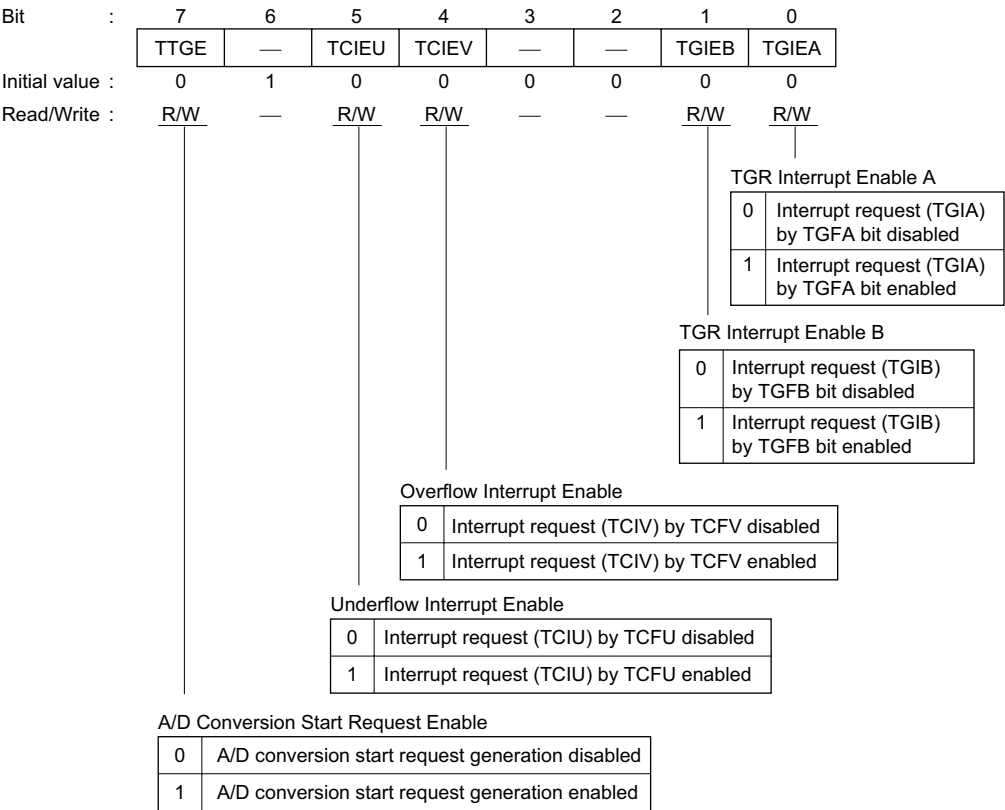 Bit : 7 6 5 4 3 2 1 0
TTGE — TCIEU TCIEV — — TGIEB TGIEA
Initial value : 0 1 0 0 0 0 0 0
Read/Write : R/W — R/W R/W — — R/W R/W
TGR Interrupt Enable A
0 Interrupt request (TGIA)
by TGFA bit disabled
1 Interrupt request (TGIA)
by TGFA bit enabled
TGR Interrupt Enable B
0 Interrupt request (TGIB)
by TGFB bit disabled
1 Interrupt request (TGIB)
by TGFB bit enabled
Overflow Interrupt Enable
0 Interrupt request (TCIV) by TCFV disabled
1 Interrupt request (TCIV) by TCFV enabled
Underflow Interrupt Enable
0 Interrupt request (TCIU) by TCFU disabled
1 Interrupt request (TCIU) by TCFU enabled
A/D Conversion Start Request Enable
0 A/D conversion start request generation disabled
1 A/D conversion start request generation enabled